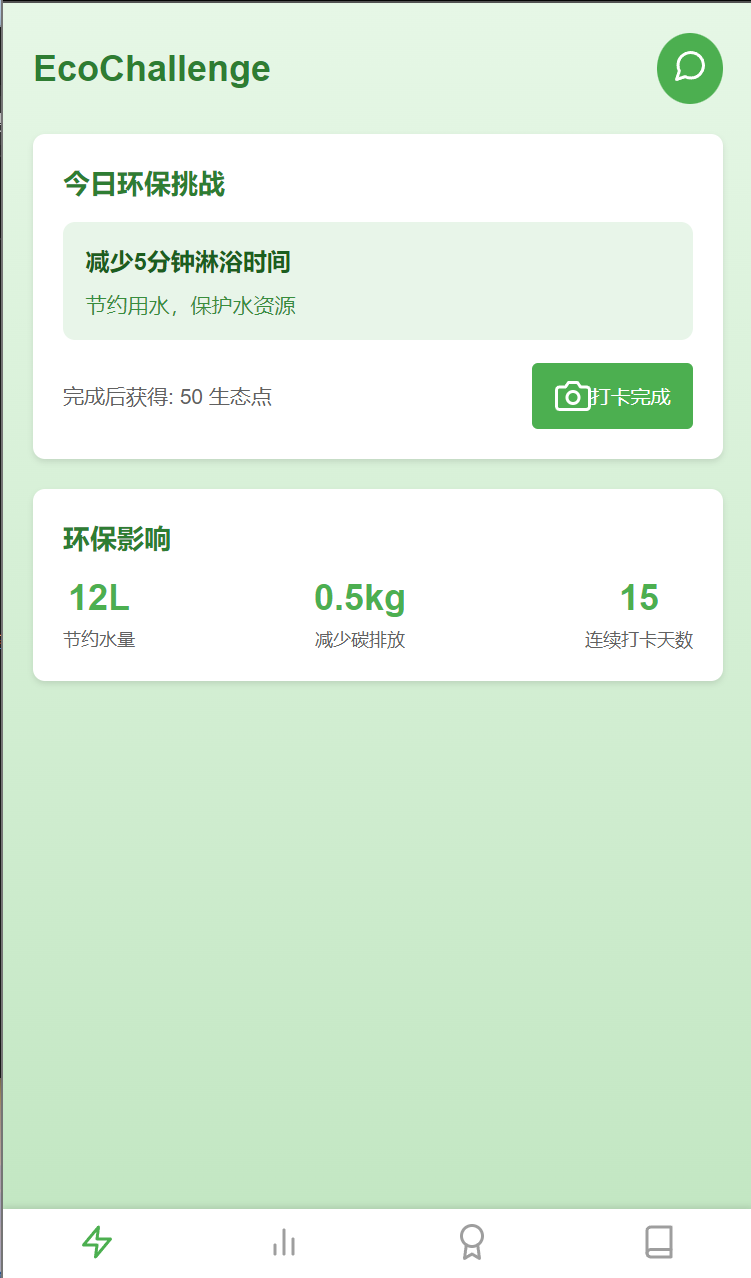 EcoChallenge
今日环保挑战
减少5分钟淋浴时间
节约用水，保护水资源
完成后获得: 50 生态点
打卡完成
环保影响
12L
0.5kg
15
节约水量
减少碳排放
连续打卡天数